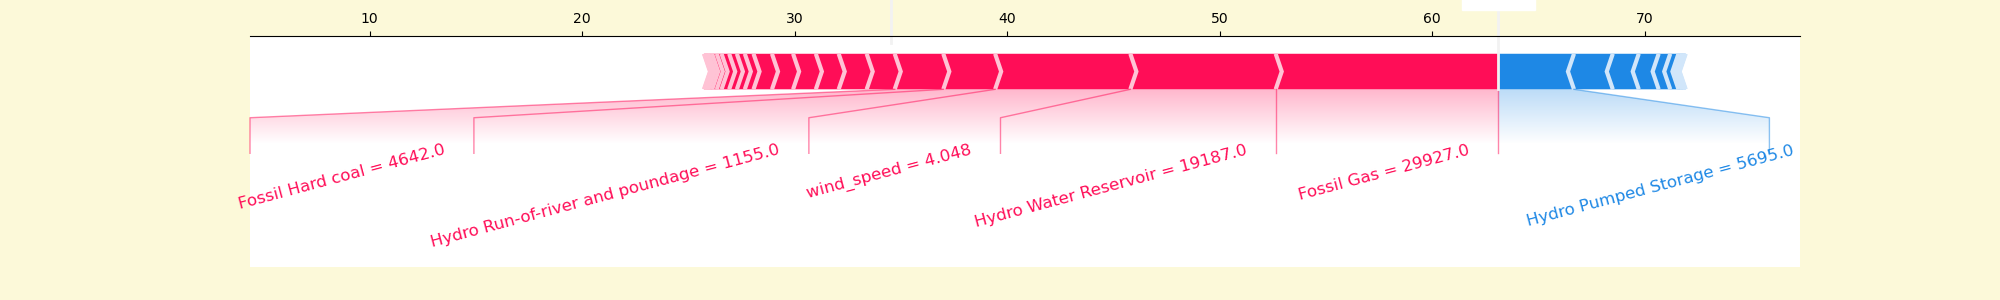 10 20 30 40 50 60 70
Fossil Hard coal = 4642.0
Hydro Run-of-river and poundage = 1155.0
wind_speed = 4.048
Hydro Water Reservoir = 19187.0
Fossil Gas = 29927.0
Hydro Pumped Storage = 5695.0